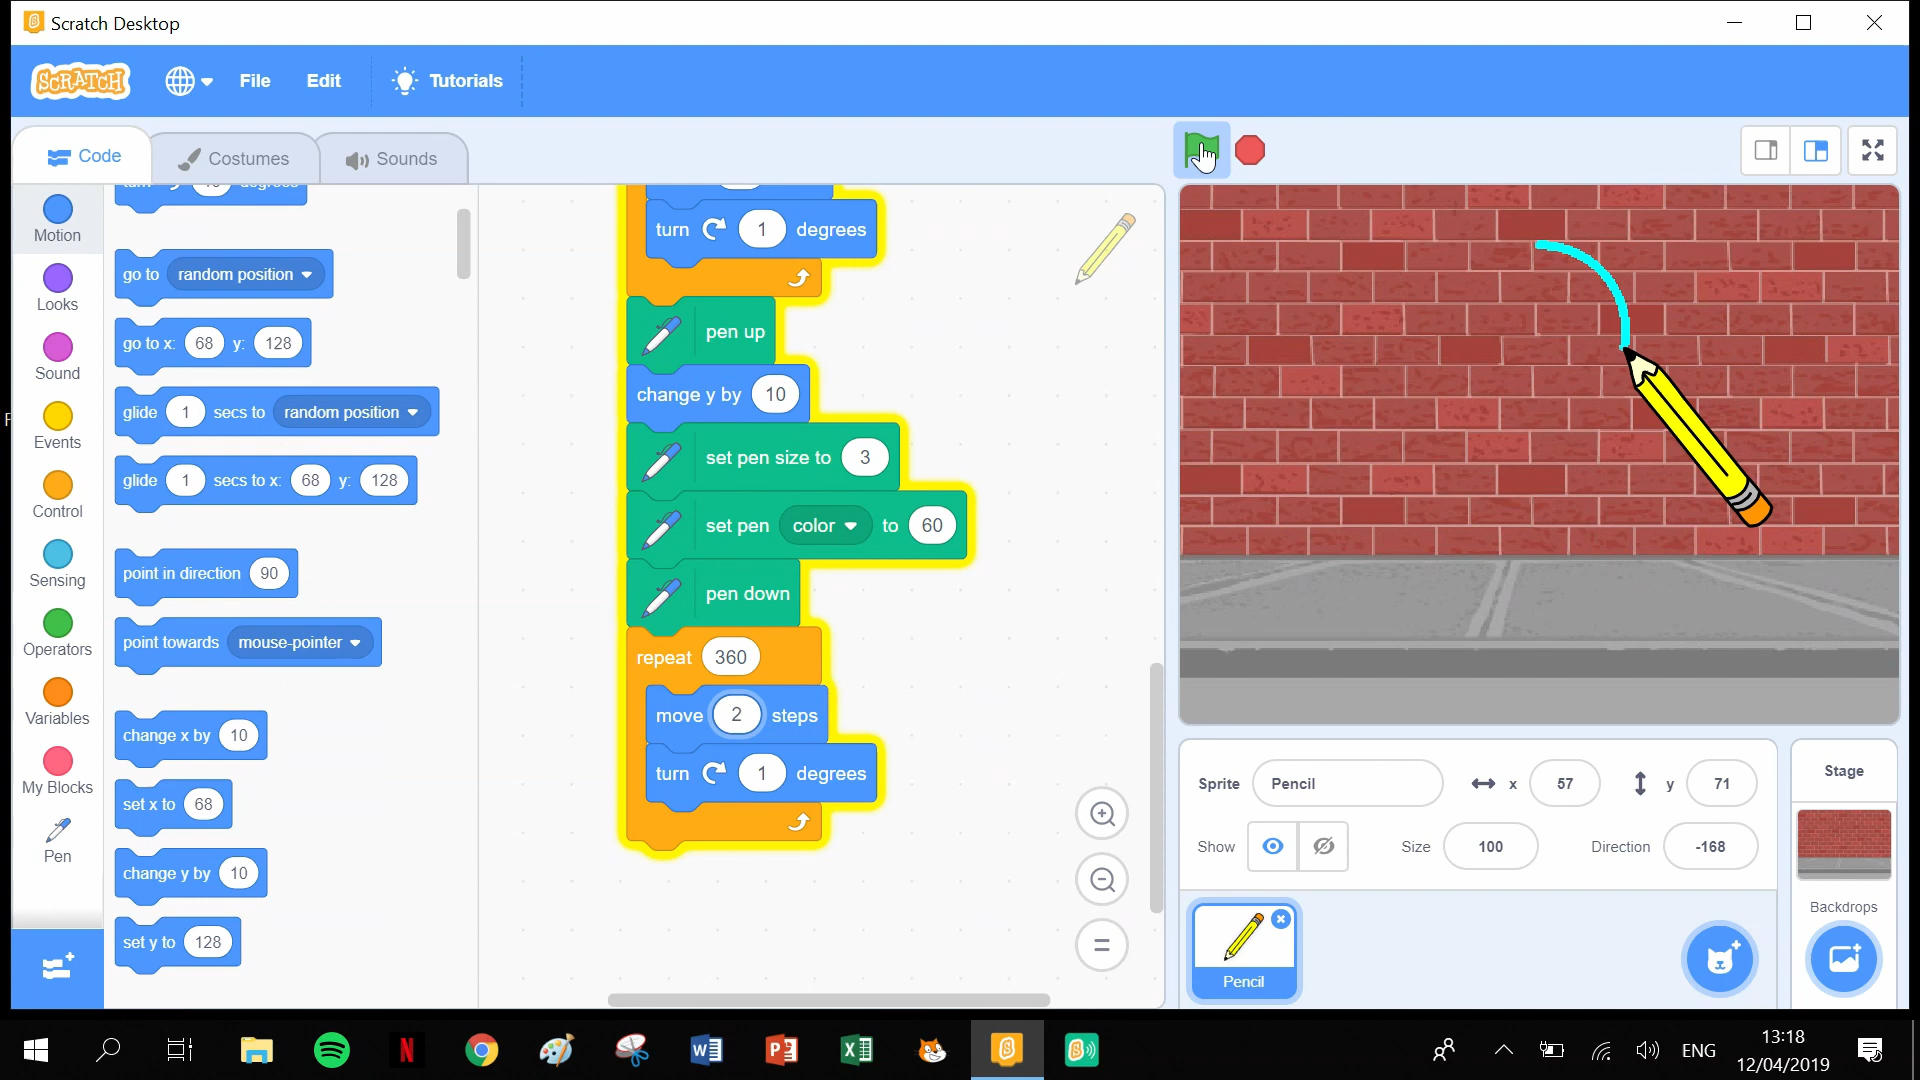 Scratch Desktop
SCRATCH File Edit Tutorials
Code Costumes Sounds
Motion
Looks
Sound
Events
Control
Sensing
Operators
Variables
My Blocks
Pen
go to random position
go to x: 68 y: 128
glide 1 secs to random position
glide 1 secs to x: 68 y: 128
point in direction 90
point towards mouse-pointer
change x by 10
set x to 68
change y by 10
set y to 128
turn 1 degrees
pen up
change y by 10
set pen size to 3
set pen color to 60
pen down
repeat 360
move 2 steps
turn 1 degrees
Sprite Pencil x 57 y 71
Show Size 100 Direction -168
Pencil
Stage
Backdrops
ENG
13:18
12/04/2019